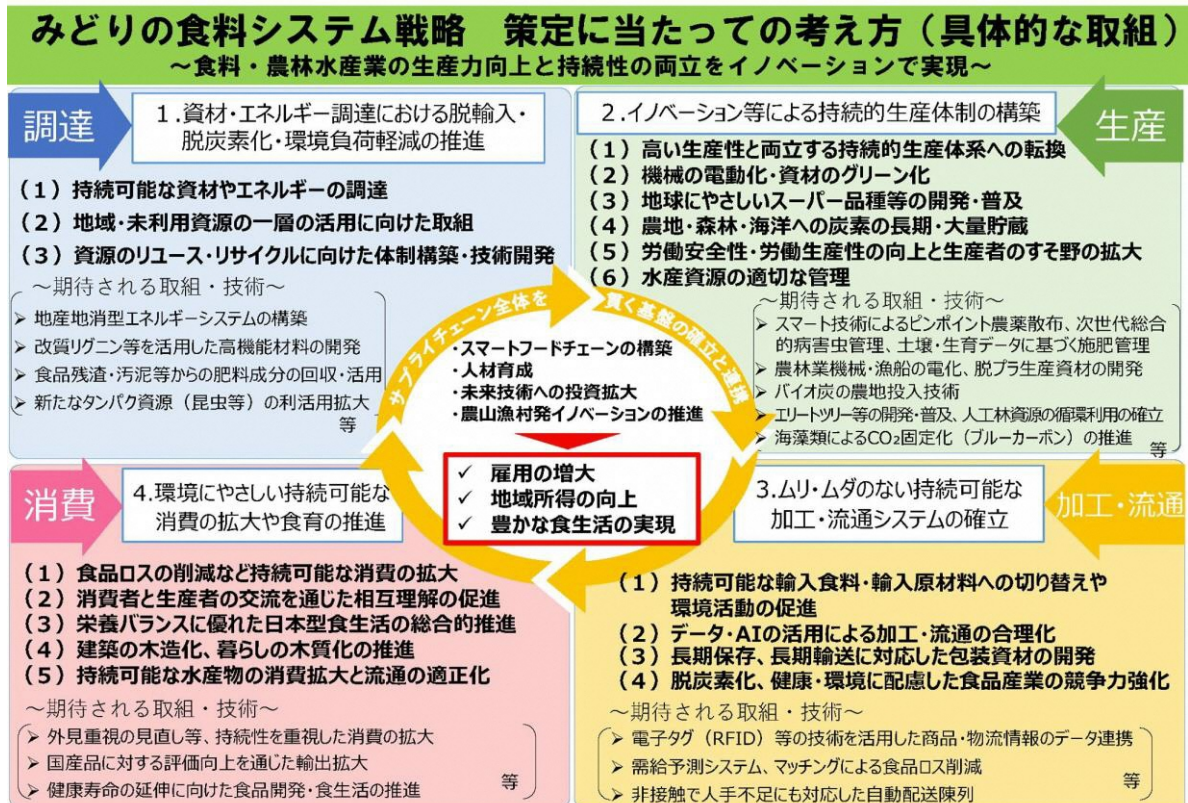 みどりの食料システム戦略　策定に当たっての考え方（具体的な取組）
～食料・農林水産業の生産力向上と持続性の両立をイノベーションで実現～
調達
１.資材・エネルギー調達における脱輸入・
脱炭素化・環境負荷軽減の推進
（１）持続可能な資材やエネルギーの調達
（２）地域・未利用資源の一層の活用に向けた取組
（３）資源のリユース・リサイクルに向けた体制構築・技術開発
～期待される取組・技術～
➢ 地産地消型エネルギーシステムの構築
➢ 改質リグニン等を活用した高機能材料の開発
➢ 食品残渣・汚泥等からの肥料成分の回収・活用
➢ 新たなタンパク資源（昆虫等）の利活用拡大
等
２.イノベーション等による持続的生産体制の構築
生産
（１）高い生産性と両立する持続的生産体系への転換
（２）機械の電動化・資材のグリーン化
（３）地球にやさしいスーパー品種等の開発・普及
（４）農地・森林・海洋への炭素の長期・大量貯蔵
（５）労働安全性・労働生産性の向上と生産者のすそ野の拡大
（６）水産資源の適切な管理
～期待される取組・技術～
➢ スマート技術によるピンポイント農薬散布、次世代総合
的病害虫管理、土壌・生育データに基づく施肥管理
➢ 農林業機械・漁船の電化、脱プラ生産資材の開発
➢ バイオ炭の農地投入技術
➢ エリートツリー等の開発・普及、人工林資源の循環利用の確立
➢ 海藻類によるCO₂固定化（ブルーカーボン）の推進
等
サプライチェーン全体を
貫く基盤の確立と連携
・スマートフードチェーンの構築
・人材育成
・未来技術への投資拡大
・農山漁村発イノベーションの推進
✓ 雇用の増大
✓ 地域所得の向上
✓ 豊かな食生活の実現
消費
４.環境にやさしい持続可能な
消費の拡大や食育の推進
（１）食品ロスの削減など持続可能な消費の拡大
（２）消費者と生産者の交流を通じた相互理解の促進
（３）栄養バランスに優れた日本型食生活の総合的推進
（４）建築の木造化、暮らしの木質化の推進
（５）持続可能な水産物の消費拡大と流通の適正化
～期待される取組・技術～
➢ 外見重視の見直し等、持続性を重視した消費の拡大
➢ 国産品に対する評価向上を通じた輸出拡大
➢ 健康寿命の延伸に向けた食品開発・食生活の推進
等
３.ムリ・ムダのない持続可能な
加工・流通システムの確立
加工・流通
（１）持続可能な輸入食料・輸入原材料への切り替えや
環境活動の促進
（２）データ・AIの活用による加工・流通の合理化
（３）長期保存、長期輸送に対応した包装資材の開発
（４）脱炭素化、健康・環境に配慮した食品産業の競争力強化
～期待される取組・技術～
➢ 電子タグ（RFID）等の技術を活用した商品・物流情報のデータ連携
➢ 需給予測システム、マッチングによる食品ロス削減
➢ 非接触で人手不足にも対応した自動配送陳列
等